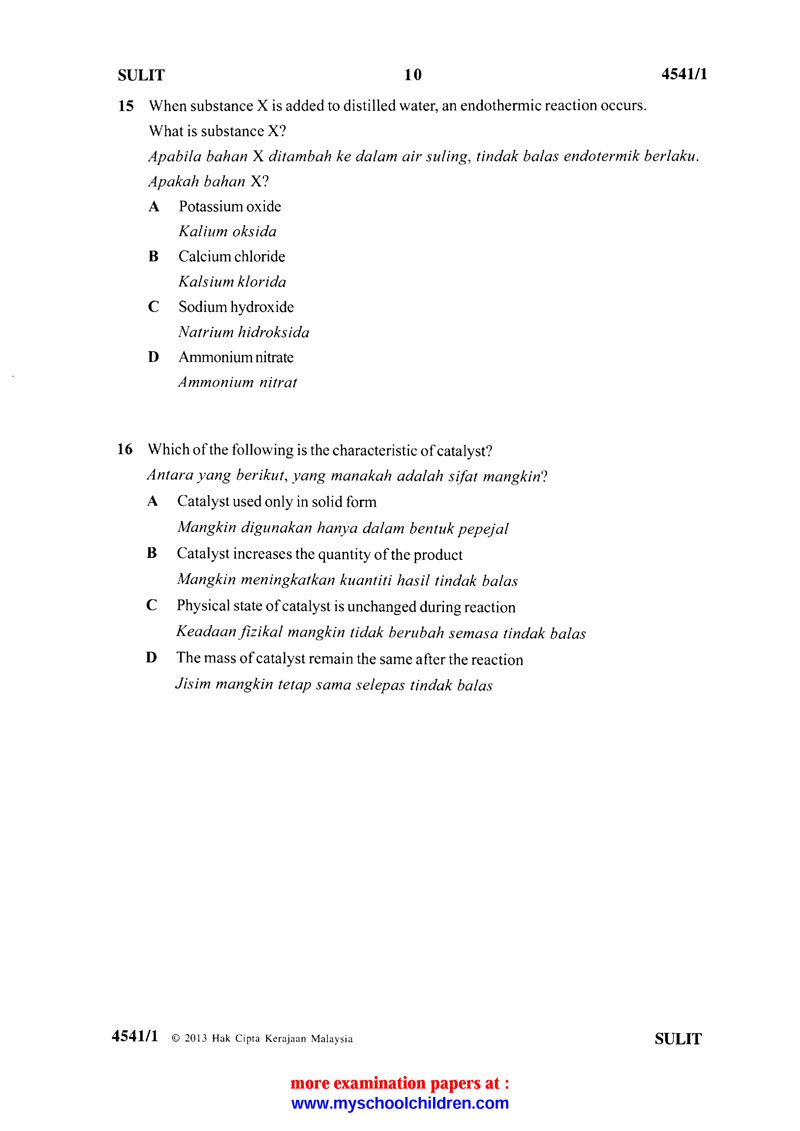 SULIT 10 4541/1
15 When substance X is added to distilled water, an endothermic reaction occurs.
What is substance X?
Apabila bahan X ditambah ke dalam air suling, tindak balas endotermik berlaku.
Apakah bahan X?
A Potassium oxide
Kalium oksida
B Calcium chloride
Kalsium klorida
C Sodium hydroxide
Natrium hidroksida
D Ammonium nitrate
Ammonium nitrat
16 Which of the following is the characteristic of catalyst?
Antara yang berikut, yang manakah adalah sifat mangkin?
A Catalyst used only in solid form
Mangkin digunakan hanya dalam bentuk pepejal
B Catalyst increases the quantity of the product
Mangkin meningkatkan kuantiti hasil tindak balas
C Physical state of catalyst is unchanged during reaction
Keadaan fizikal mangkin tidak berubah semasa tindak balas
D The mass of catalyst remain the same after the reaction
Jisim mangkin tetap sama selepas tindak balas
4541/1 © 2013 Hak Cipta Kerajaan Malaysia SULIT
more examination papers at :
www.myschoolchildren.com